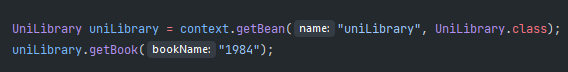 UniLibrary uniLibrary = context.getBean( name: "uniLibrary", UniLibrary.class);
uniLibrary.getBook( bookName: "1984");